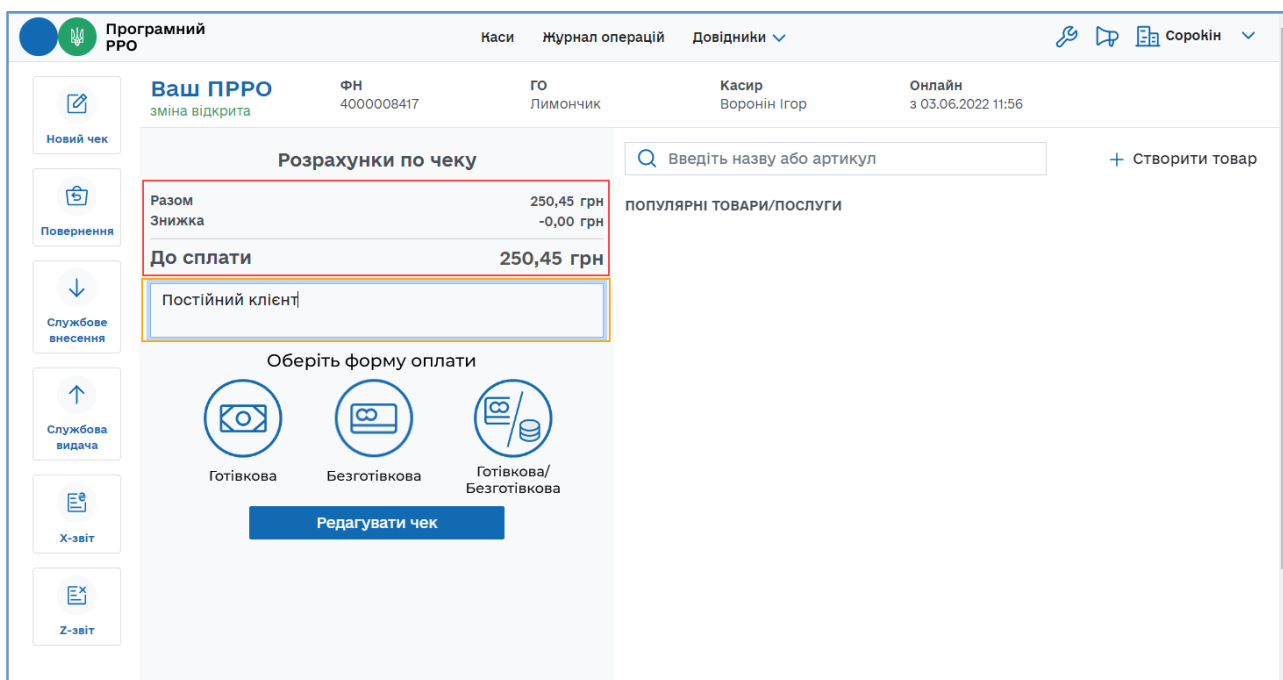 Програмний
РРО
Каси
Журнал операцій
Довідники
Сорокін
Новий чек
Повернення
Службове
внесення
Службова
видача
X-звіт
Z-звіт
Ваш ПРРО
зміна відкрита
ФН
4000008417
ГО
Лимончик
Касир
Воронін Ігор
Онлайн
з 03.06.2022 11:56
Розрахунки по чеку
Разом 250,45 грн
Знижка -0,00 грн
До сплати 250,45 грн
Постійний клієнт
Оберіть форму оплати
Готівкова
Безготівкова
Готівкова/
Безготівкова
Редагувати чек
Введіть назву або артикул
+ Створити товар
ПОПУЛЯРНІ ТОВАРИ/ПОСЛУГИ